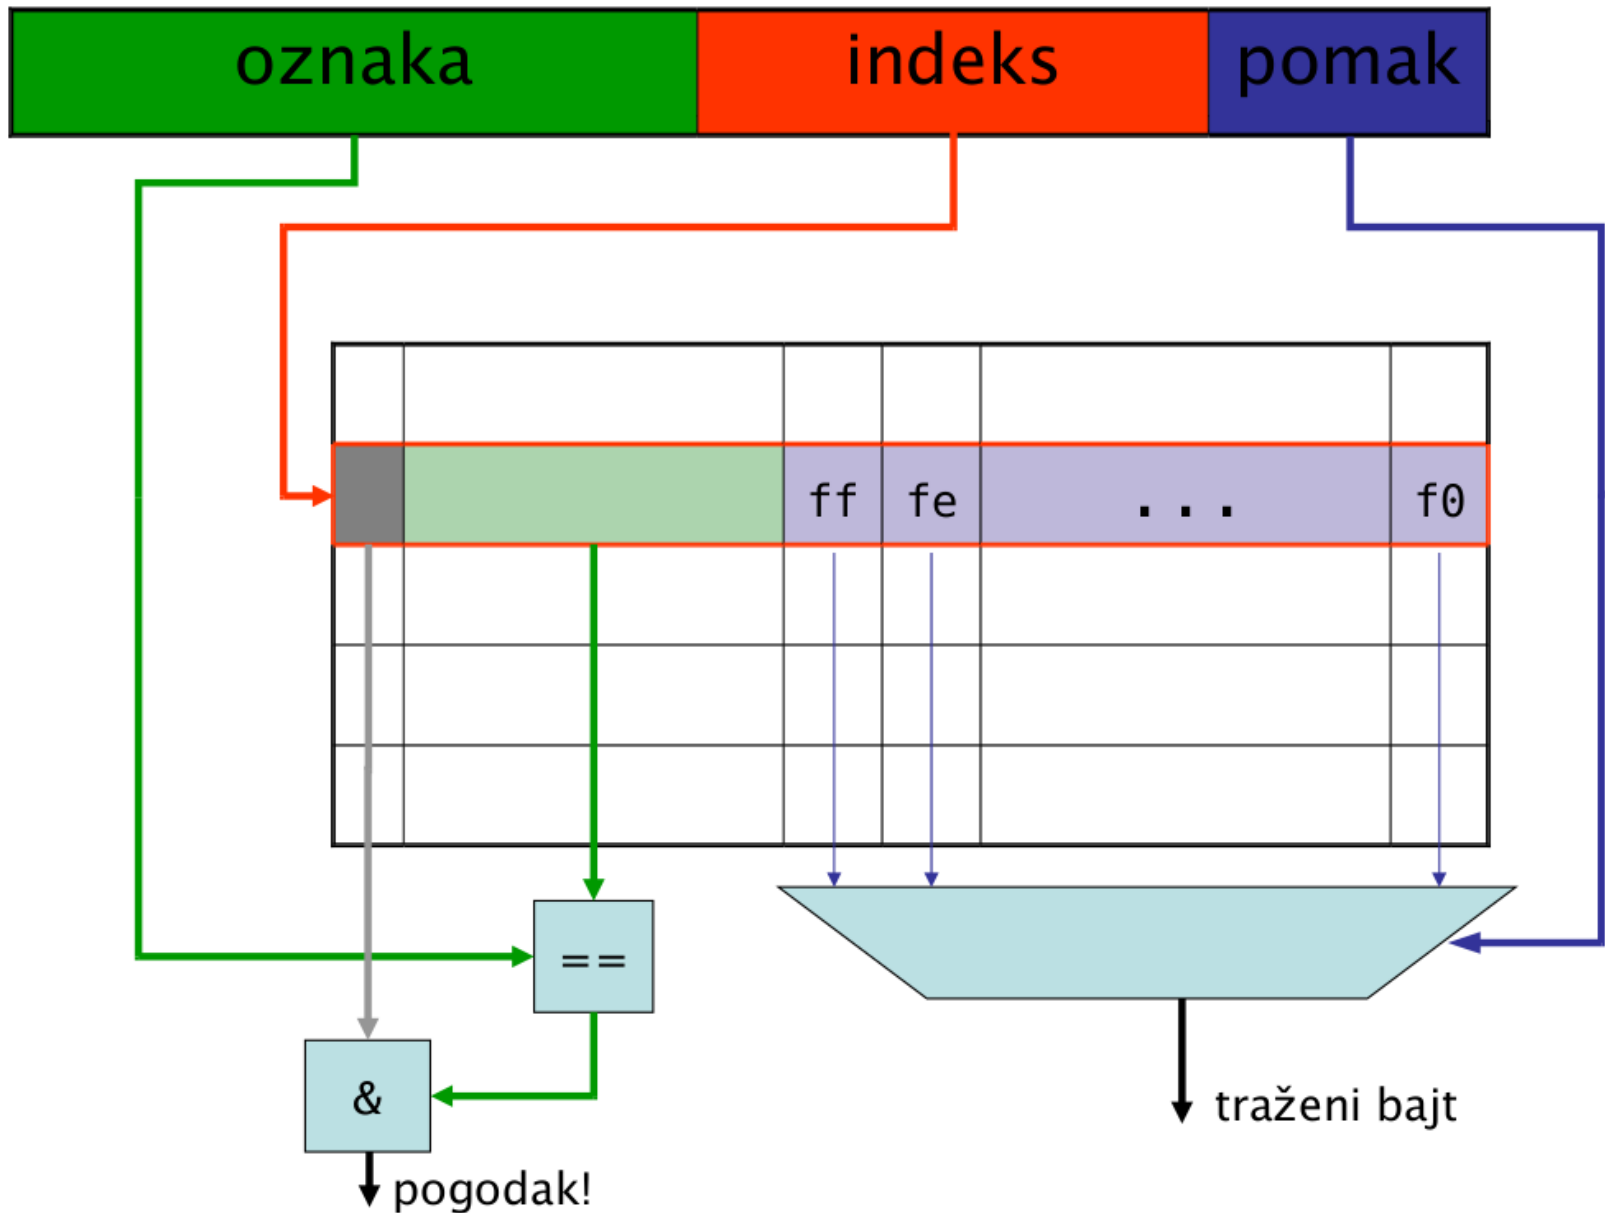 oznaka indeks pomak
ff fe ... f0
==
&
traženi bajt
pogodak!